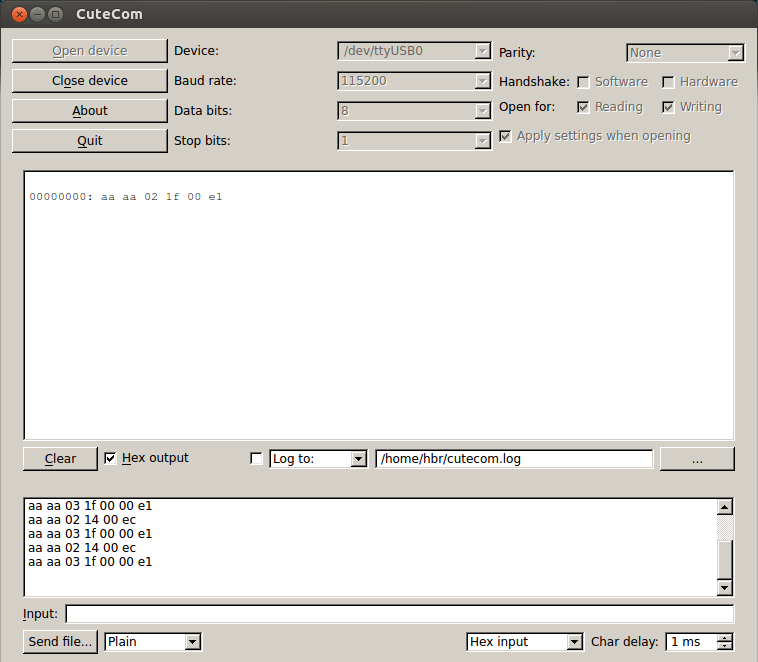 CuteCom
Open device
Device:
/dev/ttyUSB0
Parity:
None
Close device
Baud rate:
115200
Handshake:
Software
Hardware
About
Data bits:
8
Open for:
Reading
Writing
Quit
Stop bits:
1
Apply settings when opening
00000000: aa aa 02 1f 00 e1
Clear
Hex output
Log to:
/home/hbr/cutecom.log
...
aa aa 03 1f 00 00 e1
aa aa 02 14 00 ec
aa aa 03 1f 00 00 e1
aa aa 02 14 00 ec
aa aa 03 1f 00 00 e1
Input:
Send file...
Plain
Hex input
Char delay:
1 ms